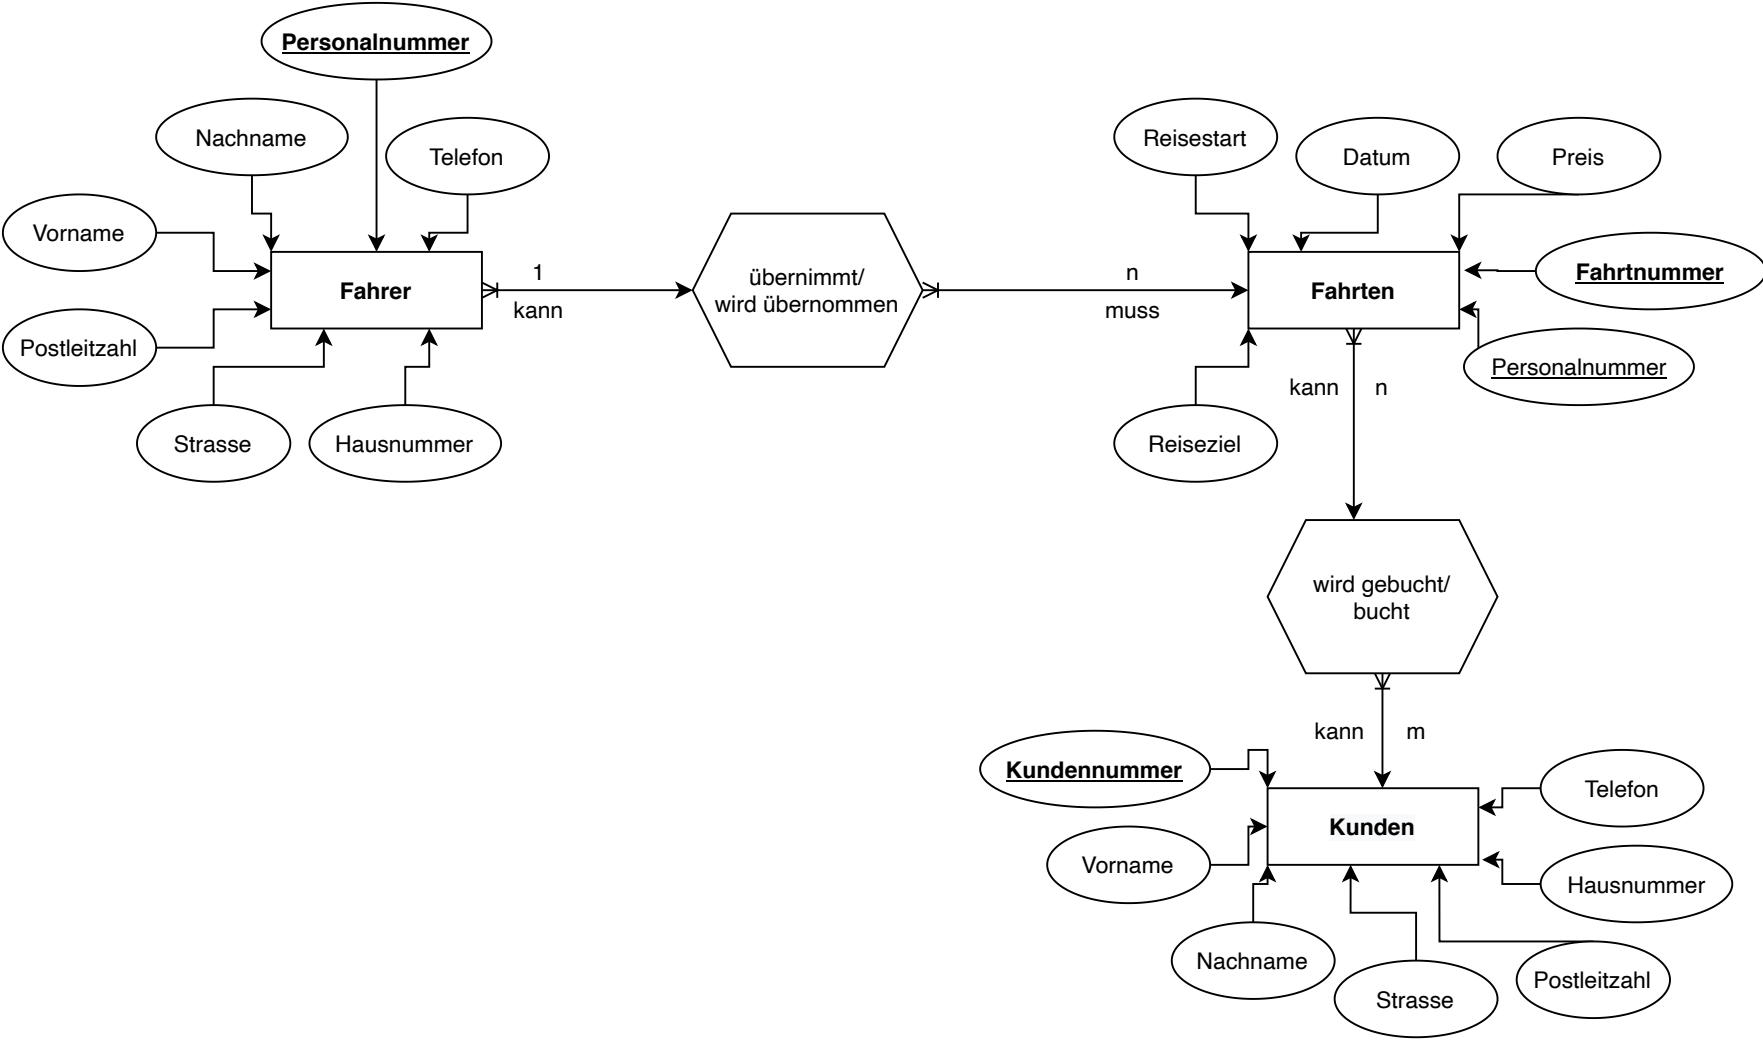 Personalnummer
Nachname
Telefon
Vorname
Fahrer
Postleitzahl
Strasse
Hausnummer
1
kann
übernimmt/
wird übernommen
n
muss
Reisestart
Datum
Preis
Fahrten
Fahrtnummer
Personalnummer
Reiseziel
kann
n
wird gebucht/
bucht
kann
m
Kundennummer
Kunden
Telefon
Vorname
Hausnummer
Nachname
Strasse
Postleitzahl